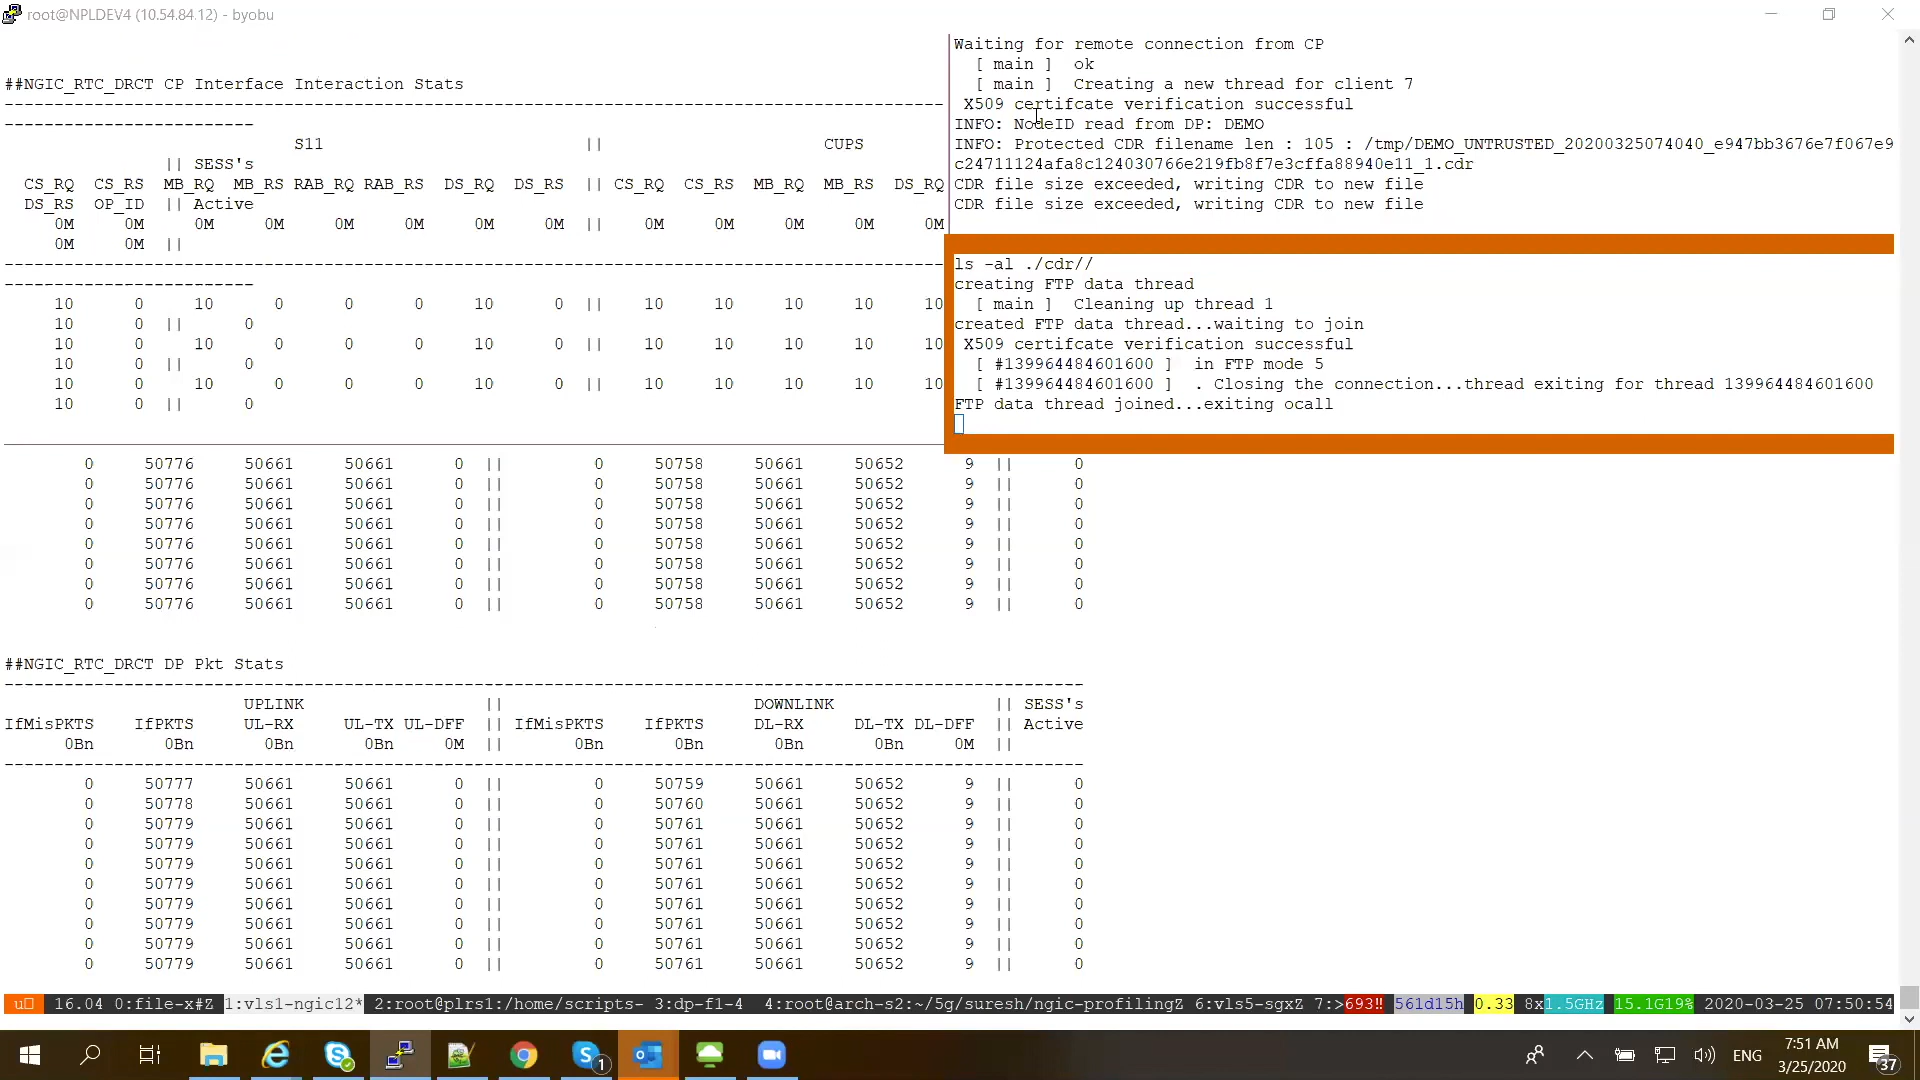 root@NPLDEV4 (10.54.84.12) - byobu
##NGIC_RTC_DRCT CP Interface Interaction Stats
----------------------------------------------------------------------------------------------
-------------------------
S11 || CUPS
|| SESS's
CS_RQ CS_RS MB_RQ MB_RS RAB_RQ RAB_RS DS_RQ DS_RS || CS_RQ CS_RS MB_RQ MB_RS DS_RQ
DS_RS OP_ID || Active
0M 0M 0M 0M 0M 0M 0M 0M || 0M 0M 0M 0M 0M
0M 0M ||
----------------------------------------------------------------------------------------------
-------------------------
10 0 10 0 0 0 10 0 || 10 10 10 10 10
10 0 || 0
10 0 10 0 0 0 10 0 || 10 10 10 10 10
10 0 || 0
10 0 10 0 0 0 10 0 || 10 10 10 10 10
10 0 || 0
Waiting for remote connection from CP
[ main ] ok
[ main ] Creating a new thread for client 7
X509 certifcate verification successful
INFO: NodeID read from DP: DEMO
INFO: Protected CDR filename len : 105 : /tmp/DEMO_UNTRUSTED_20200325074040_e947bb3676e7f067e9
c24711124afa8c124030766e219fb8f7e3cffa88940e11_1.cdr
CDR file size exceeded, writing CDR to new file
CDR file size exceeded, writing CDR to new file
ls -al ./cdr//
creating FTP data thread
[ main ] Cleaning up thread 1
created FTP data thread...waiting to join
X509 certifcate verification successful
[ #139964484601600 ] in FTP mode 5
[ #139964484601600 ] . Closing the connection...thread exiting for thread 139964484601600
FTP data thread joined...exiting ocall
0 50776 50661 50661 0 || 0 50758 50661 50652 9 || 0
0 50776 50661 50661 0 || 0 50758 50661 50652 9 || 0
0 50776 50661 50661 0 || 0 50758 50661 50652 9 || 0
0 50776 50661 50661 0 || 0 50758 50661 50652 9 || 0
0 50776 50661 50661 0 || 0 50758 50661 50652 9 || 0
0 50776 50661 50661 0 || 0 50758 50661 50652 9 || 0
0 50776 50661 50661 0 || 0 50758 50661 50652 9 || 0
0 50776 50661 50661 0 || 0 50758 50661 50652 9 || 0
##NGIC_RTC_DRCT DP Pkt Stats
------------------------------------------------------------------------------------------------------------
UPLINK || DOWNLINK || SESS's
IfMisPKTS IfPKTS UL-RX UL-TX UL-DFF || IfMisPKTS IfPKTS DL-RX DL-TX DL-DFF || Active
0Bn 0Bn 0Bn 0Bn 0M || 0Bn 0Bn 0Bn 0Bn 0M ||
------------------------------------------------------------------------------------------------------------
0 50777 50661 50661 0 || 0 50759 50661 50652 9 || 0
0 50778 50661 50661 0 || 0 50760 50661 50652 9 || 0
0 50779 50661 50661 0 || 0 50761 50661 50652 9 || 0
0 50779 50661 50661 0 || 0 50761 50661 50652 9 || 0
0 50779 50661 50661 0 || 0 50761 50661 50652 9 || 0
0 50779 50661 50661 0 || 0 50761 50661 50652 9 || 0
0 50779 50661 50661 0 || 0 50761 50661 50652 9 || 0
0 50779 50661 50661 0 || 0 50761 50661 50652 9 || 0
0 50779 50661 50661 0 || 0 50761 50661 50652 9 || 0
0 50779 50661 50661 0 || 0 50761 50661 50652 9 || 0
u 16.04 0:file-x#Z 1:vls1-ngic12* 2:root@plrs1:/home/scripts- 3:dp-f1-4 4:root@arch-s2:~/5g/suresh/ngic-profilingZ 6:vls5-sgxZ 7:>693!! 561d15h 0.33 8x1.5GHz 15.1G19% 2020-03-25 07:50:54
1
ENG
7:51 AM
3/25/2020
37